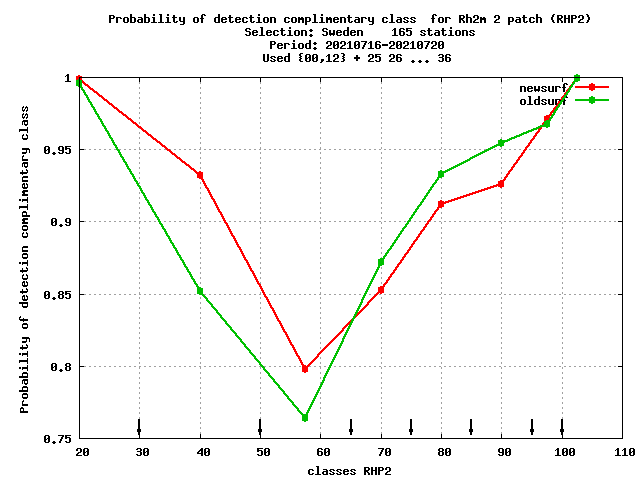 Probability of detection complimentary class  for Rh2m 2 patch (RHP2)
Selection: Sweden    165 stations
Period: 20210716-20210720
Used {00,12} + 25 26 ... 36
newsurf
oldsurf
Probability of detection complimentary class
1
0.95
0.9
0.85
0.8
0.75
20 30 40 50 60 70 80 90 100 110
classes RHP2